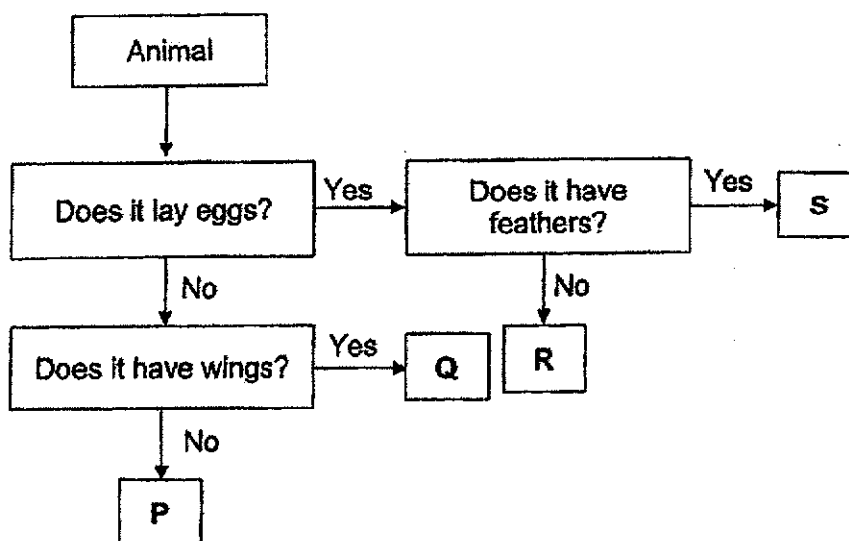 Animal
Does it lay eggs?
Yes
Does it have
feathers?
Yes
S
No
No
Does it have wings?
Yes
Q
R
No
P